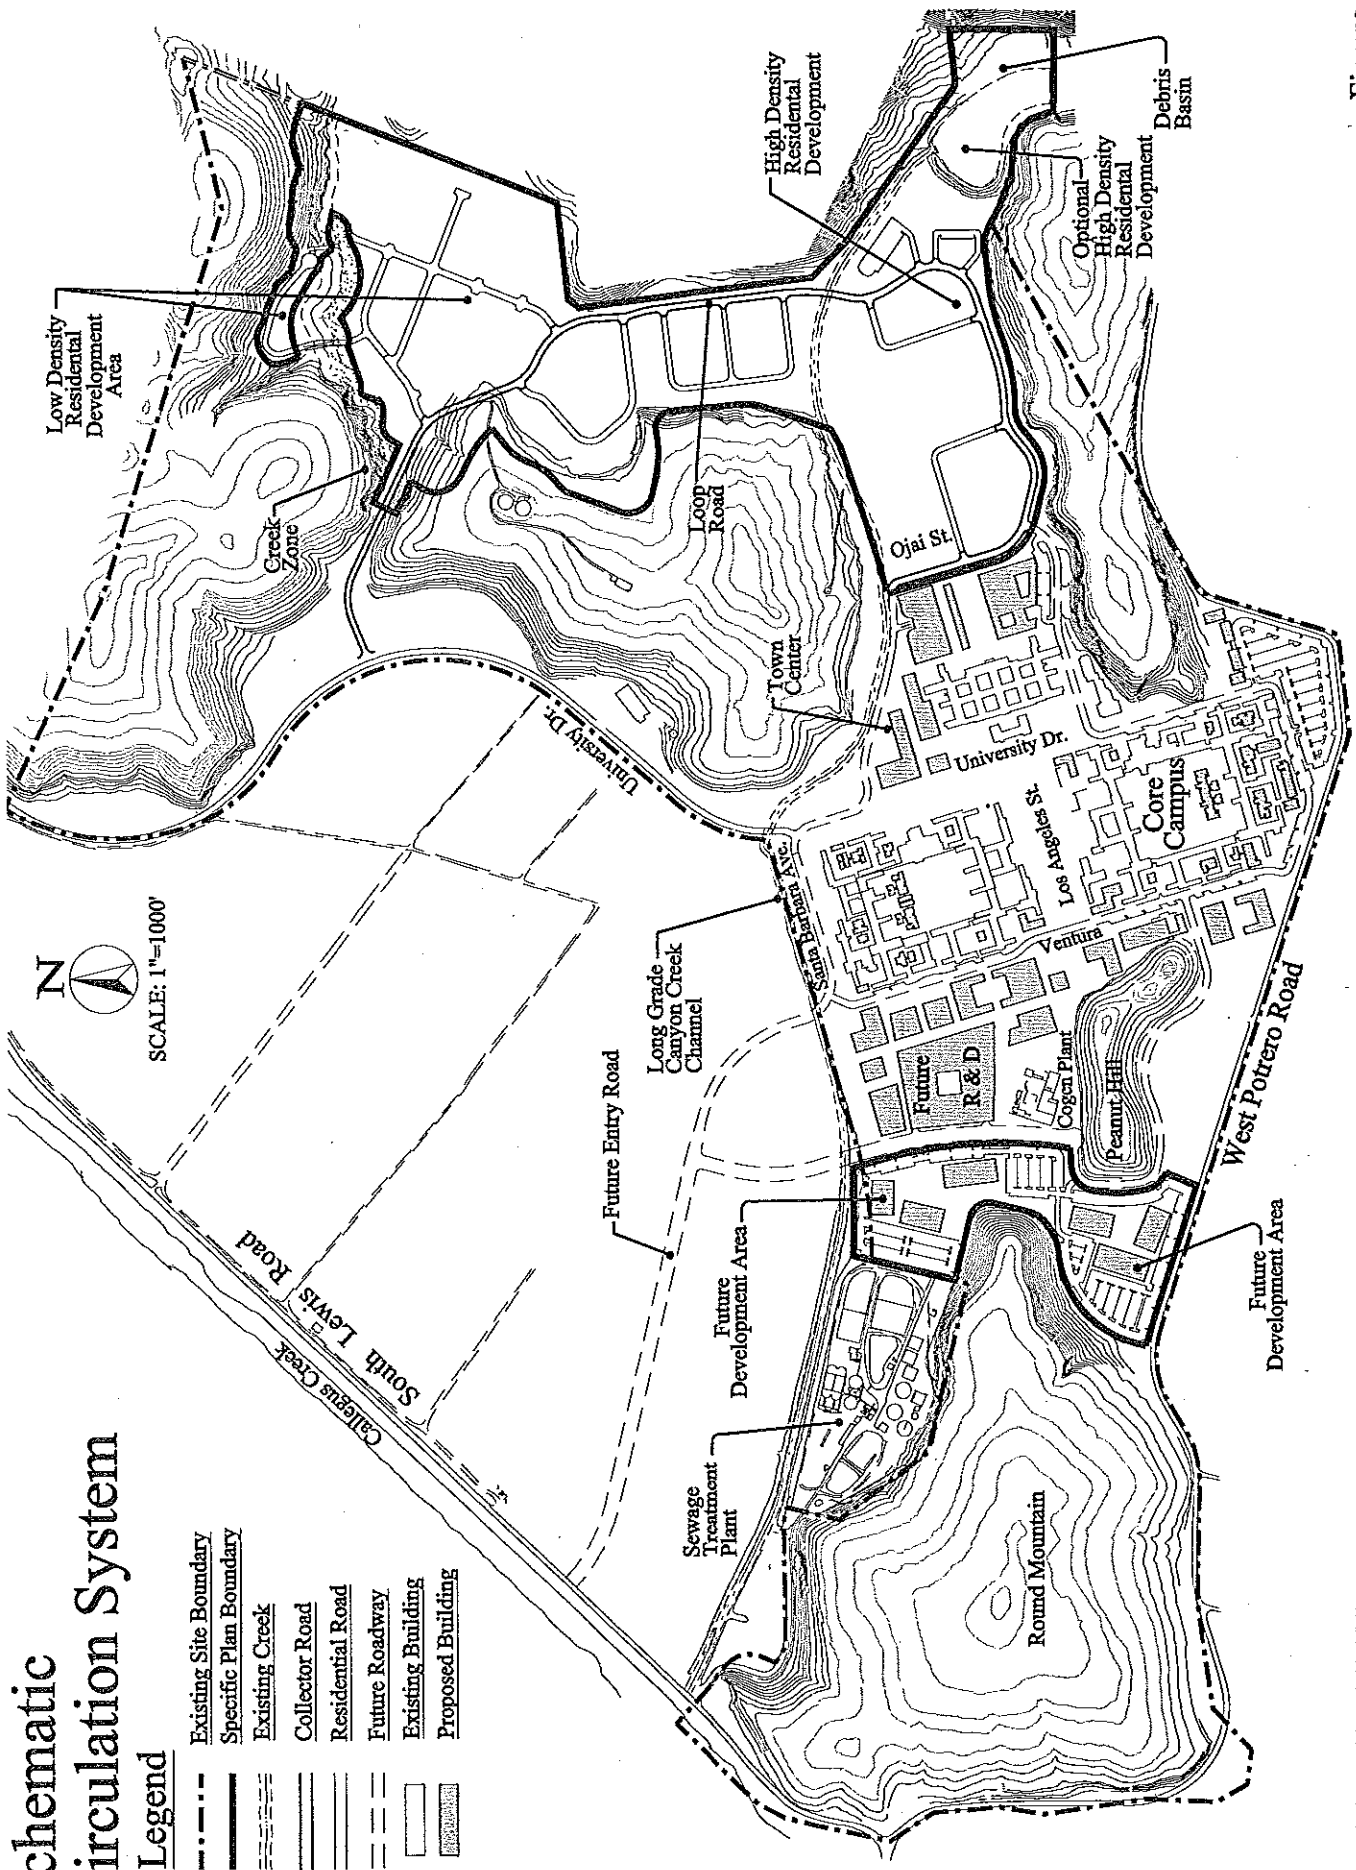 chematic
irculation System
Legend
Existing Site Boundary
Specific Plan Boundary
Existing Creek
Collector Road
Residential Road
Future Roadway
Existing Building
Proposed Building
N
SCALE: 1"=1000'
Low Density
Residental
Development
Area
Creek
Zone
High Density
Residental
Development
Optional
High Density
Residental
Development
Debris
Basin
Loop
Road
Ojai St.
Town
Center
University Dr.
University Dr.
Los Angeles St.
Core
Campus
Santa Barbara Ave.
Long Grade
Canyon Creek
Channel
Ventura
Future Entry Road
Future
R & D
Cogen Plant
Peanut Hill
West Potrero Road
South Lewis Road
Callegus Creek
Future
Development Area
Future
Development Area
Sewage
Treatment
Plant
Round Mountain